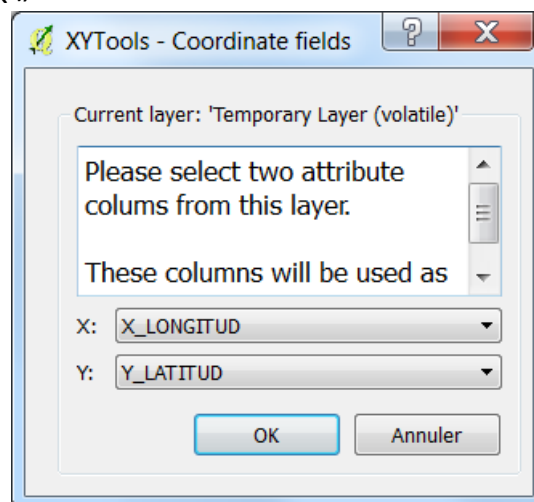 XYTools - Coordinate fields
Current layer: 'Temporary Layer (volatile)'
Please select two attribute
colums from this layer.
These columns will be used as
X: X_LONGITUD
Y: Y_LATITUD
OK Annuler